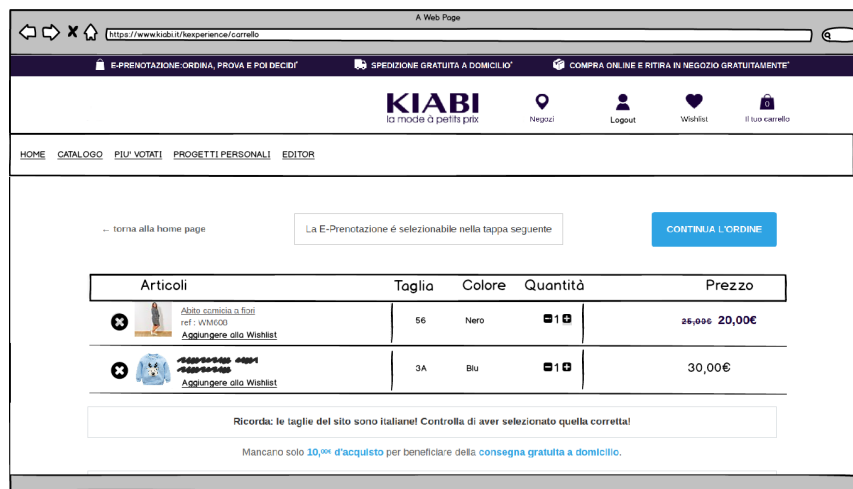 A Web Page
https://www.kiabi.it/kexperience/carrello
E-PRENOTAZIONE:ORDINA, PROVA E POI DECIDI*
SPEDIZIONE GRATUITA A DOMICILIO*
COMPRA ONLINE E RITIRA IN NEGOZIO GRATUITAMENTE*
KIABI
la mode à petits prix
Negozi
Logout
Wishlist
0
Il tuo carrello
HOME CATALOGO PIU' VOTATI PROGETTI PERSONALI EDITOR
← torna alla home page
La E-Prenotazione é selezionabile nella tappa seguente
CONTINUA L'ORDINE
Articoli Taglia Colore Quantità Prezzo
Abito camicia a fiori
ref : WM608
Aggiungere alla Wishlist
56 Nero 1 25,00€ 20,00€
Aggiungere alla Wishlist
3A Blu 1 30,00€
Ricorda: le taglie del sito sono italiane! Controlla di aver selezionato quella corretta!
Mancano solo 10,00€ d'acquisto per beneficiare della consegna gratuita a domicilio.